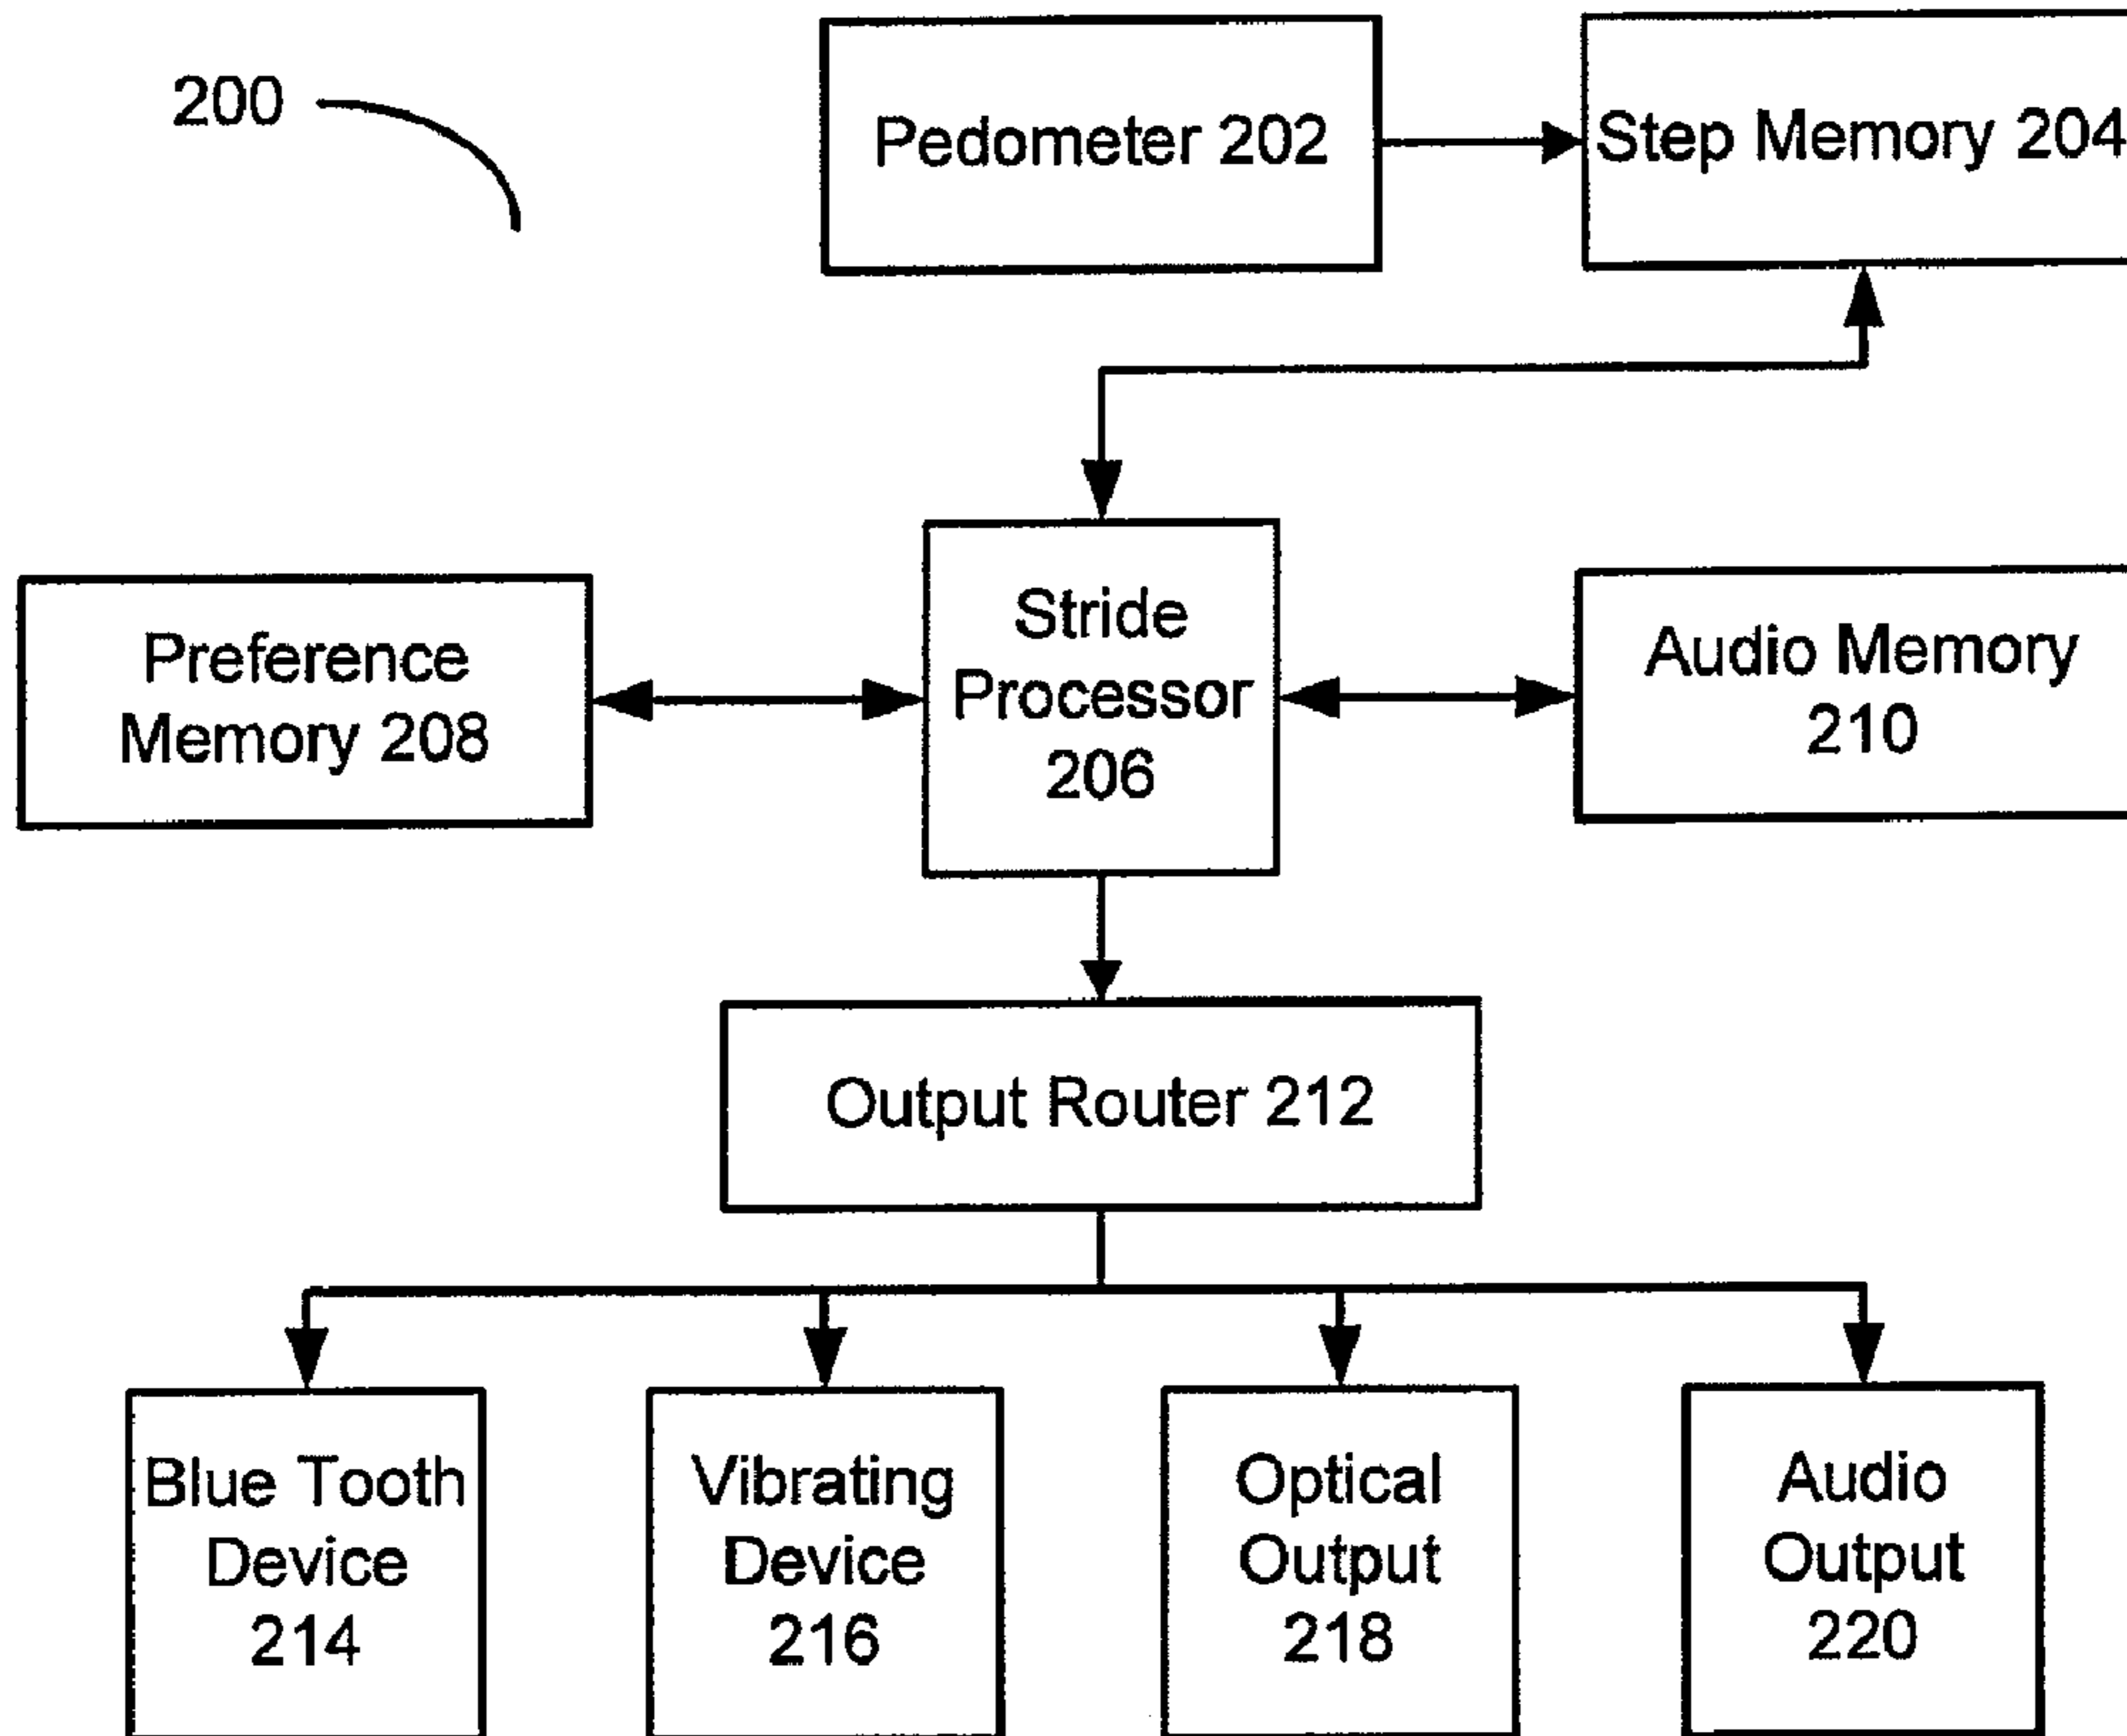 200
Pedometer 202
Step Memory 204
Stride
Processor
206
Preference
Memory 208
Audio Memory
210
Output Router 212
Blue Tooth
Device
214
Vibrating
Device
216
Optical
Output
218
Audio
Output
220